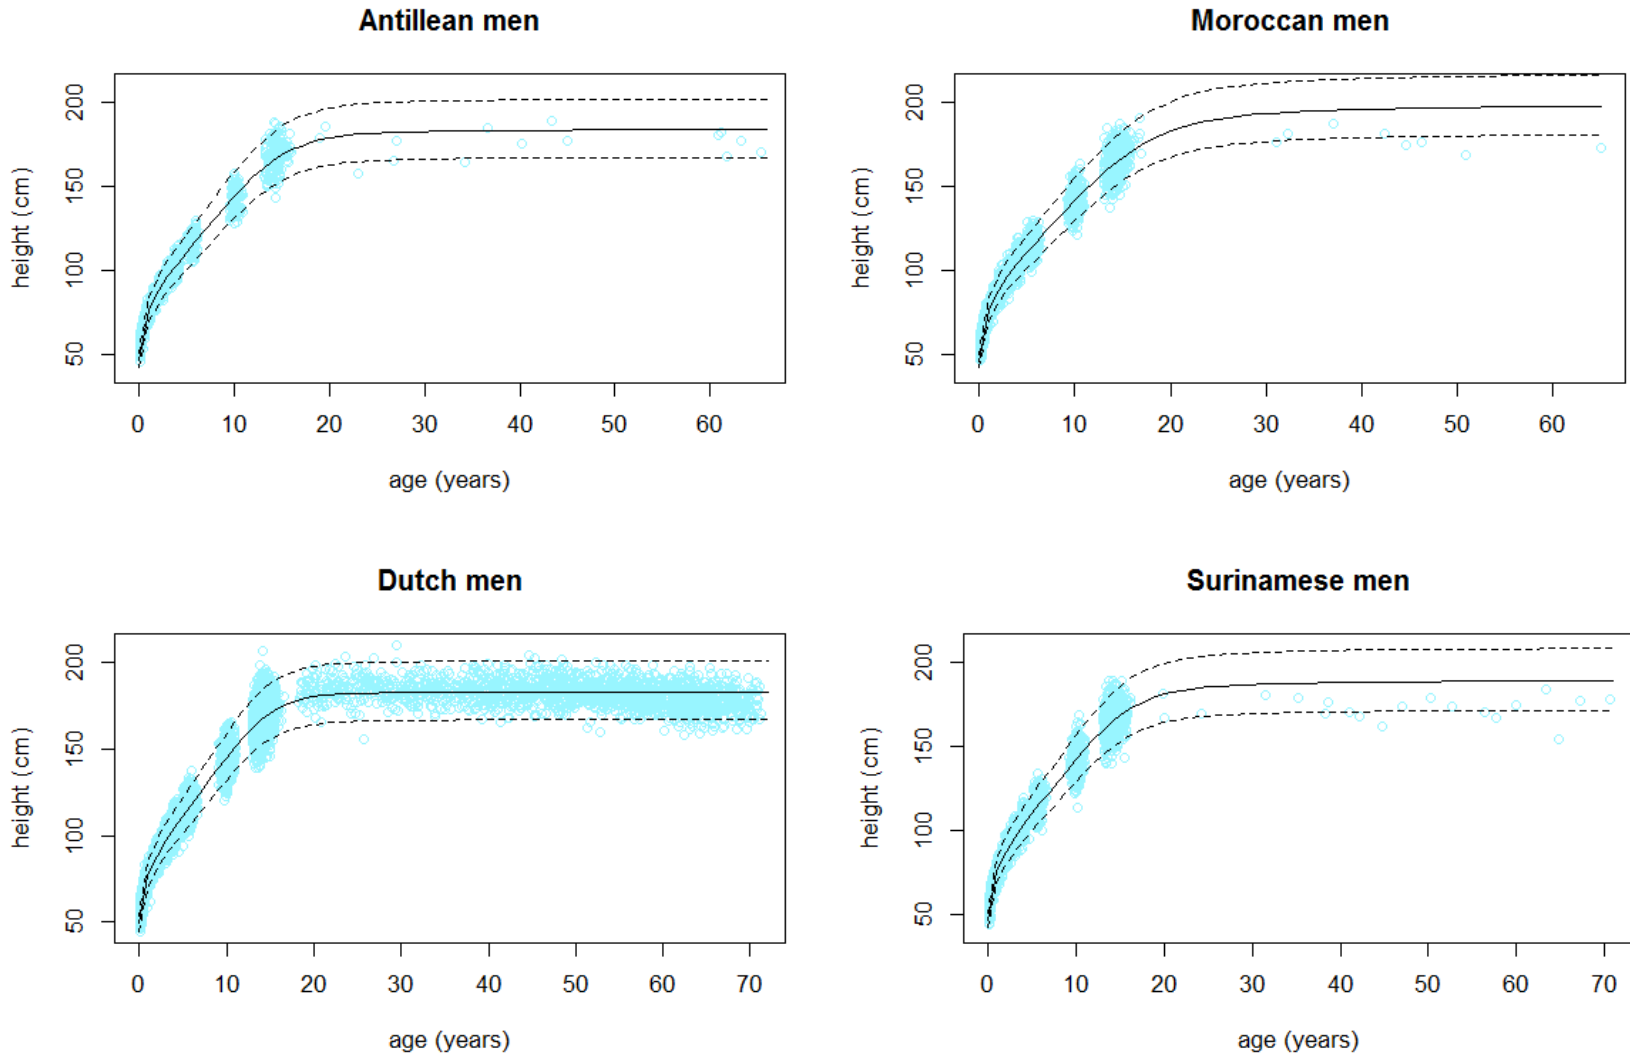 Antillean men
height (cm)
200
150
100
50
0 10 20 30 40 50 60
age (years)
Moroccan men
height (cm)
200
150
100
50
0 10 20 30 40 50 60
age (years)
Dutch men
height (cm)
200
150
100
50
0 10 20 30 40 50 60 70
age (years)
Surinamese men
height (cm)
200
150
100
50
0 10 20 30 40 50 60 70
age (years)